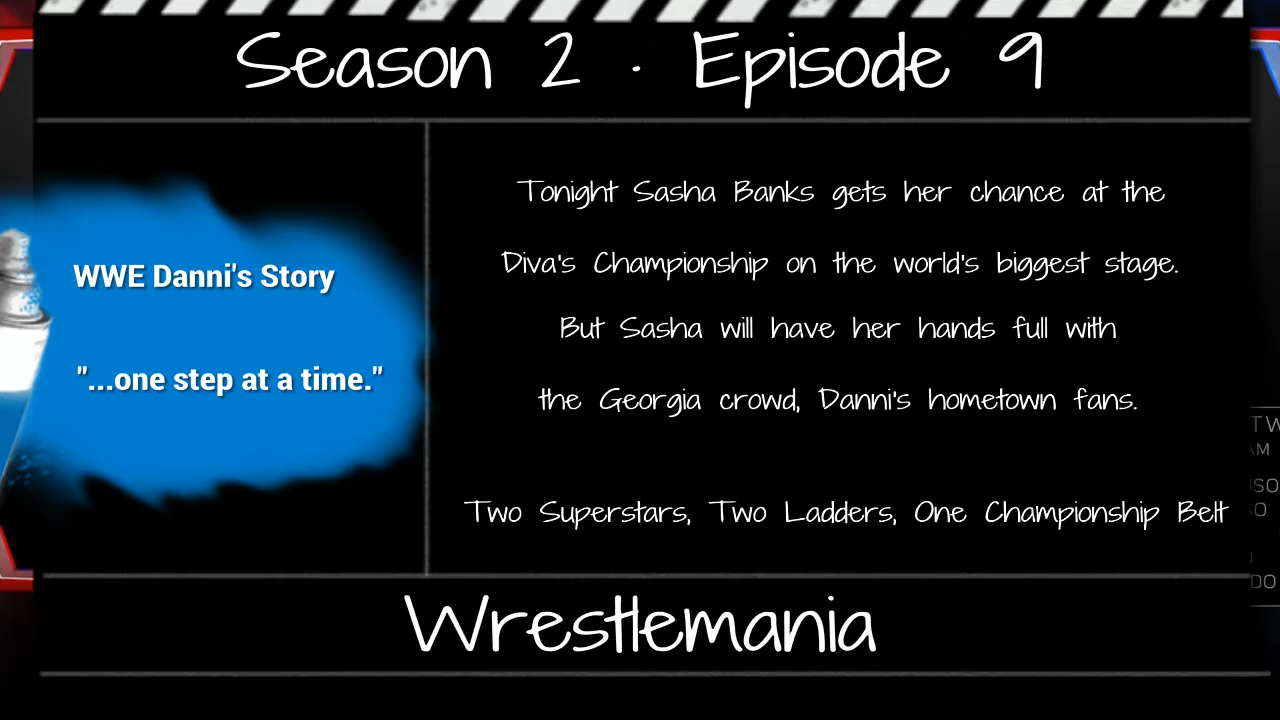 Season 2 · Episode 9
WWE Danni's Story
"...one step at a time."
Tonight Sasha Banks gets her chance at the
Diva's Championship on the world's biggest stage.
But Sasha will have her hands full with
the Georgia crowd, Danni's hometown fans.
Two Superstars, Two Ladders, One Championship Belt
Wrestlemania